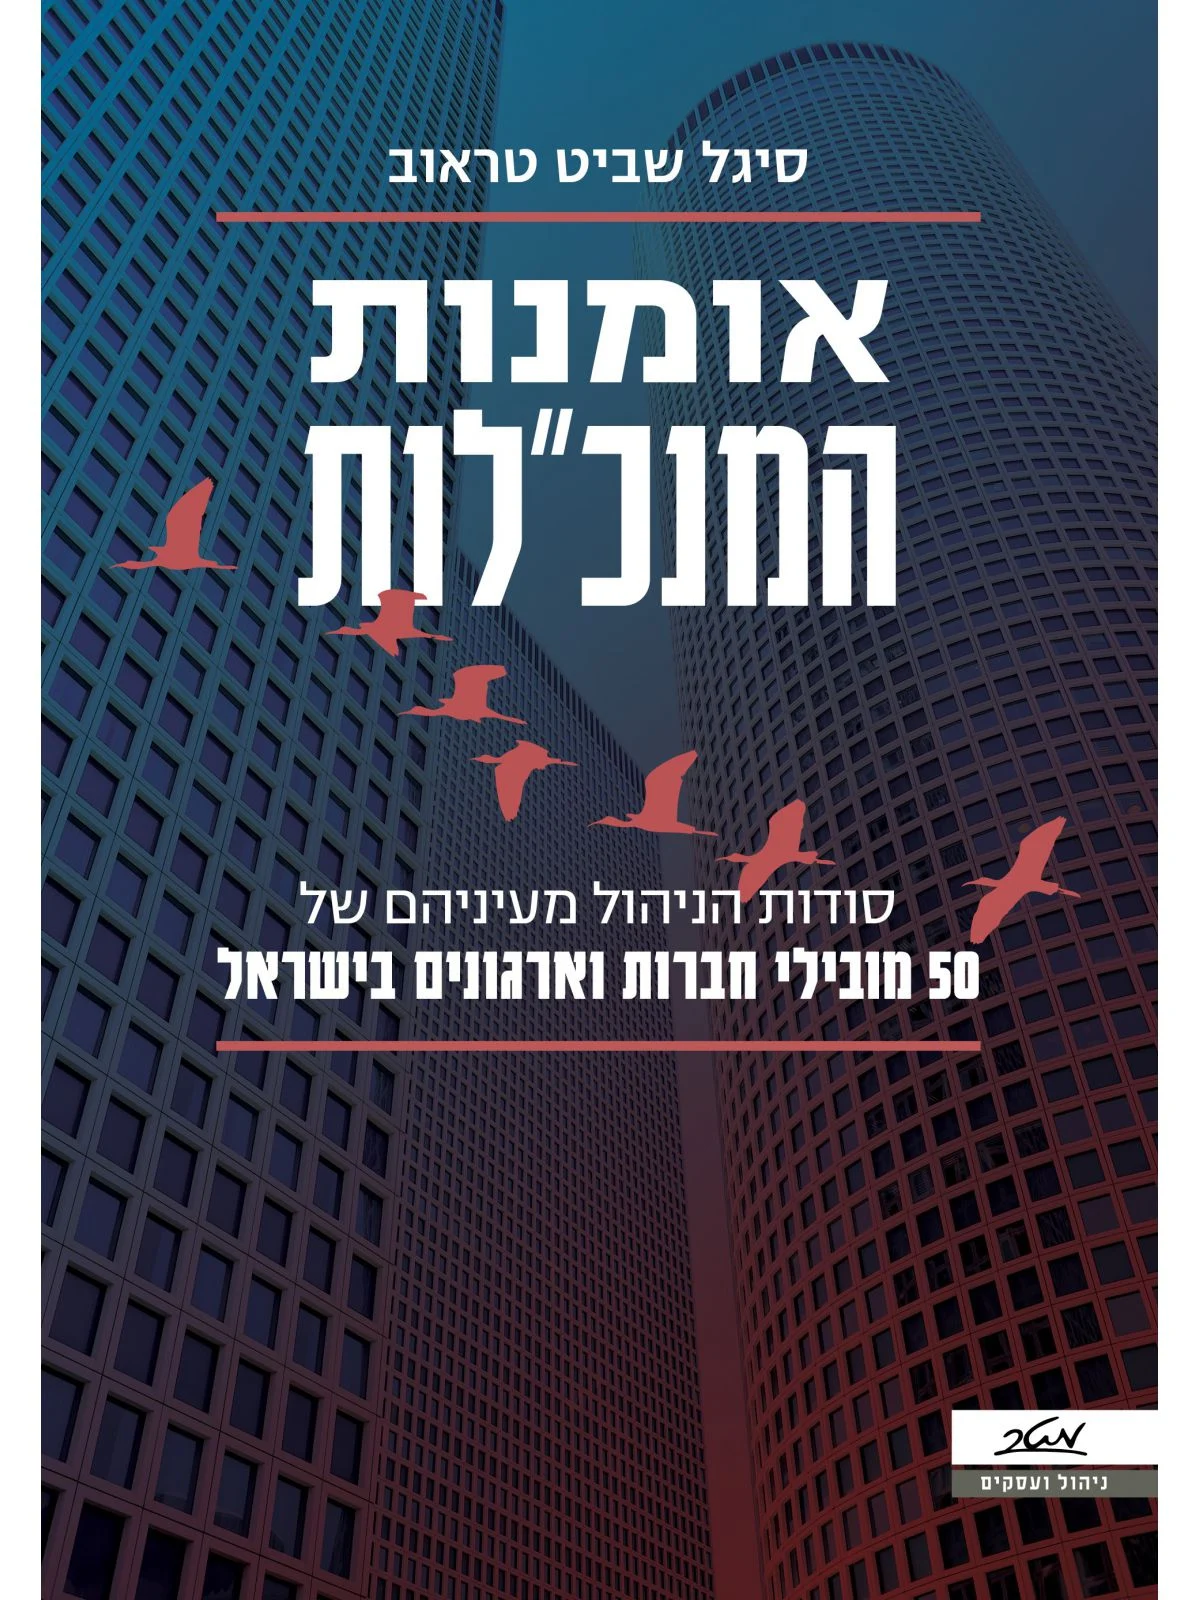 סיגל שביט טראוב
אומנות
המנכ"לות
סודות הניהול מעיניהם של
50 מובילי חברות וארגונים בישראל
מטר
ניהול ועסקים